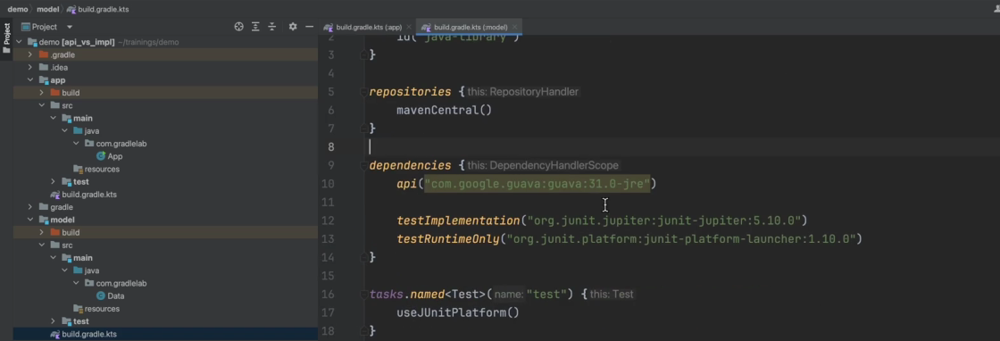 demo model build.gradle.kts
Project
Project
build.gradle.kts (:app)
build.gradle.kts (:model)
demo [api_vs_impl] ~/trainings/demo
.gradle
.idea
app
build
src
main
java
com.gradlelab
App
resources
test
build.gradle.kts
gradle
model
build
src
main
java
com.gradlelab
Data
resources
test
build.gradle.kts
2 id("java-library")
3 }
4
5 repositories { this: RepositoryHandler
6 mavenCentral()
7 }
8
9 dependencies { this: DependencyHandlerScope
10 api("com.google.guava:guava:31.0-jre")
11
12 testImplementation("org.junit.jupiter:junit-jupiter:5.10.0")
13 testRuntimeOnly("org.junit.platform:junit-platform-launcher:1.10.0")
14 }
15
16 tasks.named<Test>( name: "test") { this: Test
17 useJUnitPlatform()
18 }